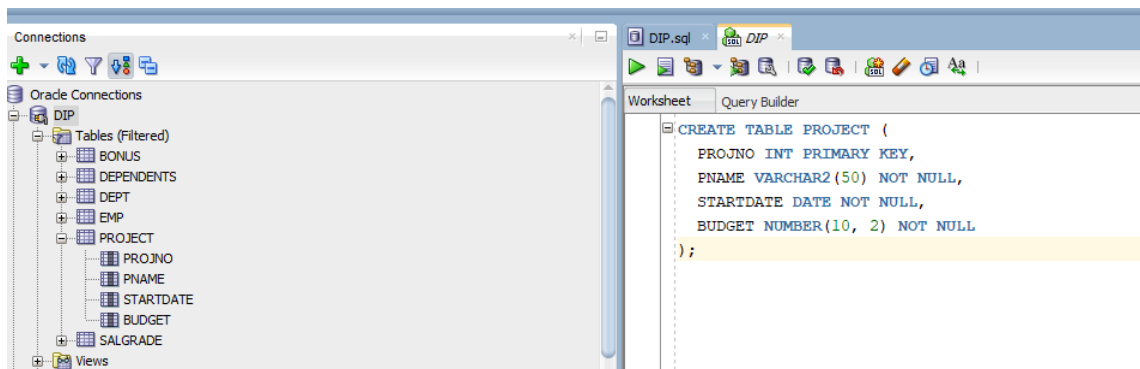 Connections
Oracle Connections
DIP
Tables (Filtered)
BONUS
DEPENDENTS
DEPT
EMP
PROJECT
PROJNO
PNAME
STARTDATE
BUDGET
SALGRADE
Views
DIP.sql
DIP
Worksheet
Query Builder
CREATE TABLE PROJECT (
PROJNO INT PRIMARY KEY,
PNAME VARCHAR2(50) NOT NULL,
STARTDATE DATE NOT NULL,
BUDGET NUMBER(10, 2) NOT NULL
);